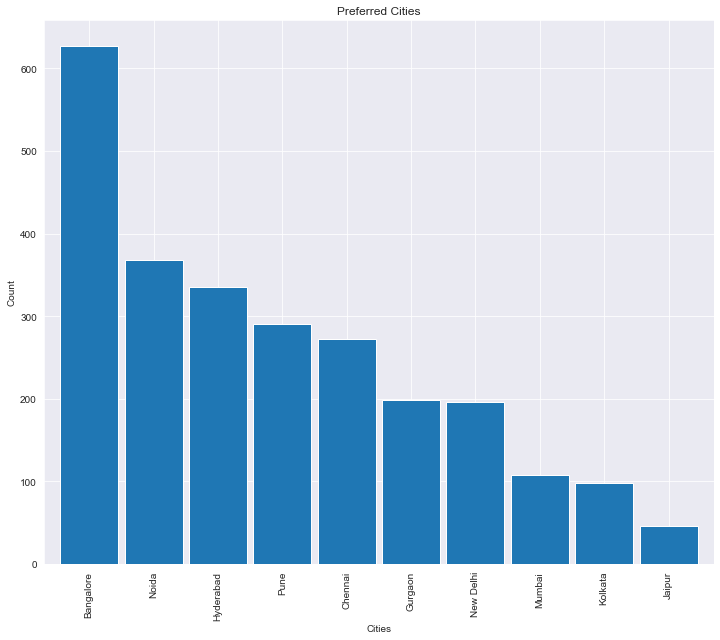 Preferred Cities
600
500
400
300
200
100
0
Count
Bangalore
Noida
Hyderabad
Pune
Chennai
Gurgaon
New Delhi
Mumbai
Kolkata
Jaipur
Cities